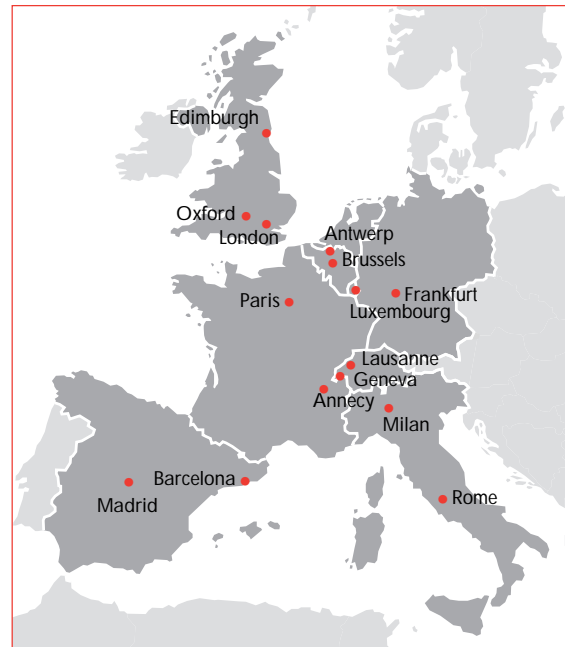 Edimburgh
Oxford
London
Antwerp
Brussels
Paris
Frankfurt
Luxembourg
Lausanne
Geneva
Annecy
Milan
Barcelona
Madrid
Rome